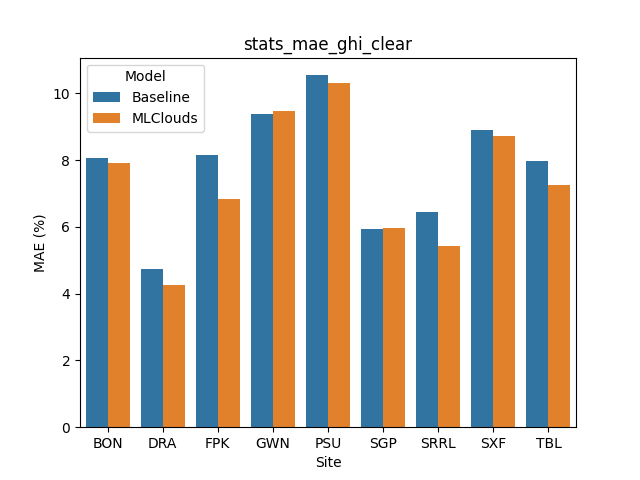 stats_mae_ghi_clear
Model
Baseline
MLClouds
MAE (%)
10
8
6
4
2
0
BON DRA FPK GWN PSU SGP SRRL SXF TBL
Site